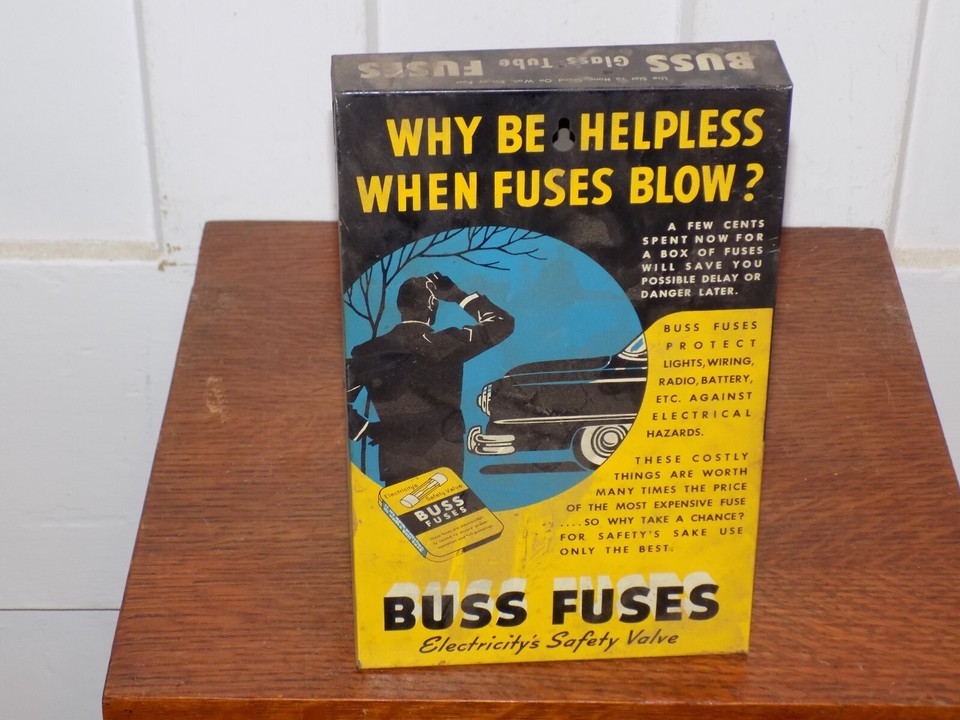 BUSS Glass Tube FUSES
WHY BE HELPLESS
WHEN FUSES BLOW?
A FEW CENTS
SPENT NOW FOR
A BOX OF FUSES
WILL SAVE YOU
POSSIBLE DELAY OR
DANGER LATER.
BUSS FUSES
PROTECT
LIGHTS, WIRING,
RADIO, BATTERY,
ETC. AGAINST
ELECTRICAL
HAZARDS.
THESE COSTLY
THINGS ARE WORTH
MANY TIMES THE PRICE
OF THE MOST EXPENSIVE FUSE
....SO WHY TAKE A CHANCE?
FOR SAFETY'S SAKE USE
ONLY THE BEST.
Electricity's
Safety Valve
BUSS
FUSES
BUSS FUSES
Electricity's Safety Valve